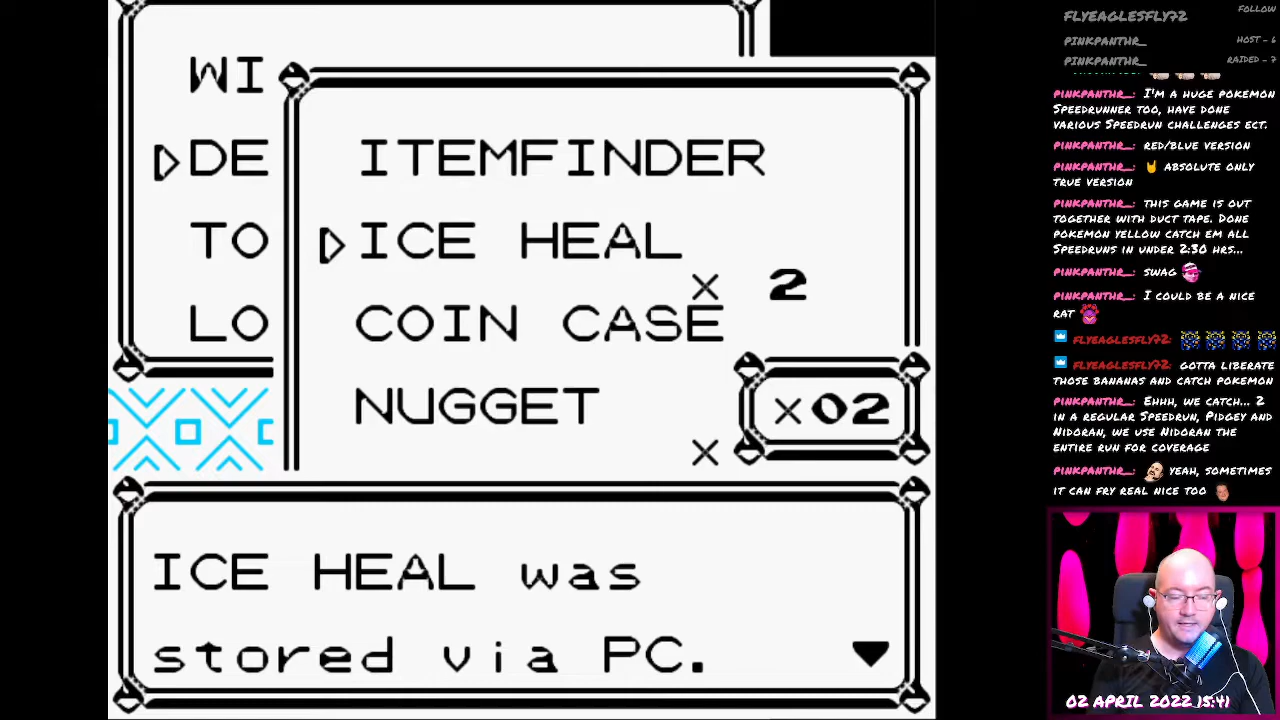 WI
DE
TO
LO
ITEMFINDER
ICE HEAL
× 2
COIN CASE
NUGGET
×
×02
ICE HEAL was
stored via PC.
FLYEAGLESFLY72 FOLLOW
PINKPANTHR_ HOST - 6
PINKPANTHR_ RAIDED - 7
PINKPANTHR_: I'M A HUGE POKEMON
SPEEDRUNNER TOO, HAVE DONE
VARIOUS SPEEDRUN CHALLENGES ECT.
PINKPANTHR_: RED/BLUE VERSION
PINKPANTHR_: ABSOLUTE ONLY
TRUE VERSION
PINKPANTHR_: THIS GAME IS OUT
TOGETHER WITH DUCT TAPE. DONE
POKEMON YELLOW CATCH EM ALL
SPEEDRUNS IN UNDER 2:30 HRS...
PINKPANTHR_: SWAG
PINKPANTHR_: I COULD BE A NICE
RAT
FLYEAGLESFLY72:
FLYEAGLESFLY72: GOTTA LIBERATE
THOSE BANANAS AND CATCH POKEMON
PINKPANTHR_: EHHH, WE CATCH... 2
IN A REGULAR SPEEDRUN, PIDGEY AND
NIDORAN, WE USE NIDORAN THE
ENTIRE RUN FOR COVERAGE
PINKPANTHR_: YEAH, SOMETIMES
IT CAN FRY REAL NICE TOO
02 APRIL 2022 15:41